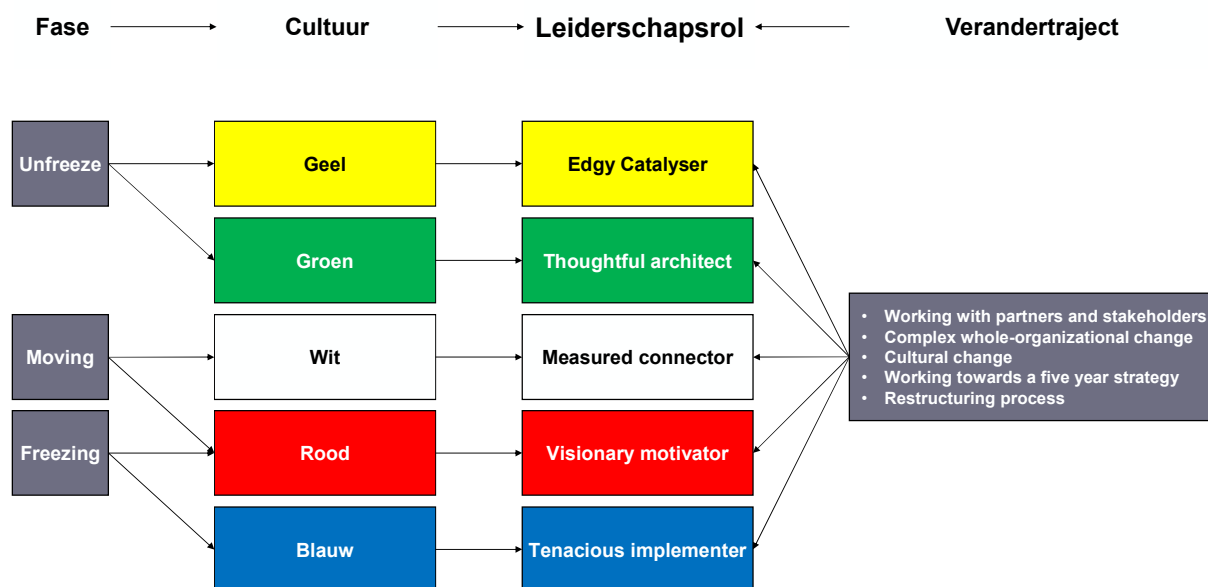 Fase
Cultuur
Leiderschapsrol
Verandertraject
Unfreeze
Geel
Edgy Catalyser
Groen
Thoughtful architect
Moving
Wit
Measured connector
• Working with partners and stakeholders
• Complex whole-organizational change
• Cultural change
• Working towards a five year strategy
• Restructuring process
Freezing
Rood
Visionary motivator
Blauw
Tenacious implementer